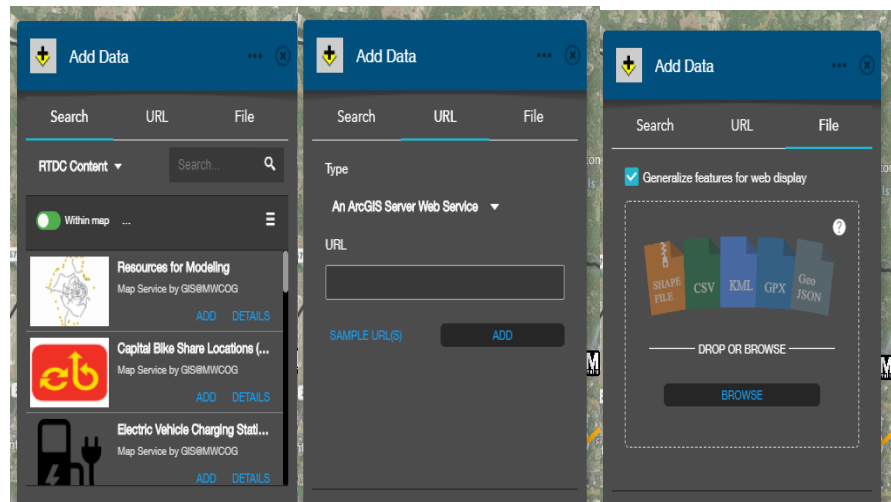 Add Data
Search URL File
RTDC Content Search...
Within map ...
Resources for Modeling
Map Service by GIS@MWCOG
ADD DETAILS
Capital Bike Share Locations (...
Map Service by GIS@MWCOG
ADD DETAILS
Electric Vehicle Charging Stati...
Map Service by GIS@MWCOG
ADD DETAILS
Add Data
Search URL File
Type
An ArcGIS Server Web Service
URL
SAMPLE URL(S) ADD
Add Data
Search URL File
Generalize features for web display
?
SHAPE FILE CSV KML GPX Geo JSON
DROP OR BROWSE
BROWSE